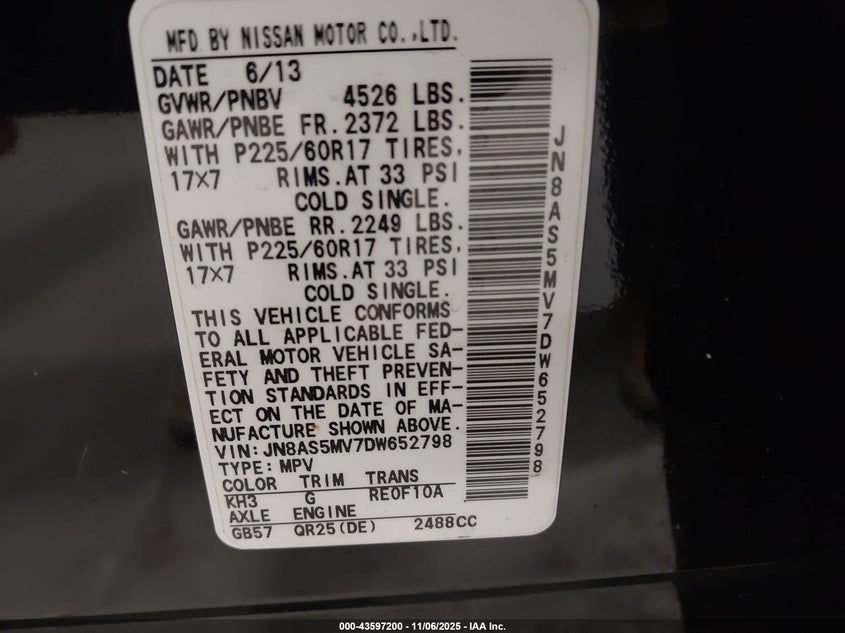 MFD BY NISSAN MOTOR CO.,LTD.
DATE 6/13
GVWR/PNBV 4526 LBS.
GAWR/PNBE FR. 2372 LBS.
WITH P225/60R17 TIRES,
17X7 RIMS.AT 33 PSI
COLD SINGLE.
GAWR/PNBE RR. 2249 LBS.
WITH P225/60R17 TIRES,
17X7 RIMS.AT 33 PSI
COLD SINGLE.
THIS VEHICLE CONFORMS
TO ALL APPLICABLE FED-
ERAL MOTOR VEHICLE SA-
FETY AND THEFT PREVEN-
TION STANDARDS IN EFF-
ECT ON THE DATE OF MA-
NUFACTURE SHOWN ABOVE.
VIN:JN8AS5MV7DW652798
TYPE:MPV
COLOR TRIM TRANS
KH3 G RE0F10A
AXLE ENGINE
GB57 QR25(DE) 2488CC
JN8AS5MV7DW652798
000-43597200 - 11/06/2025 - IAA Inc.